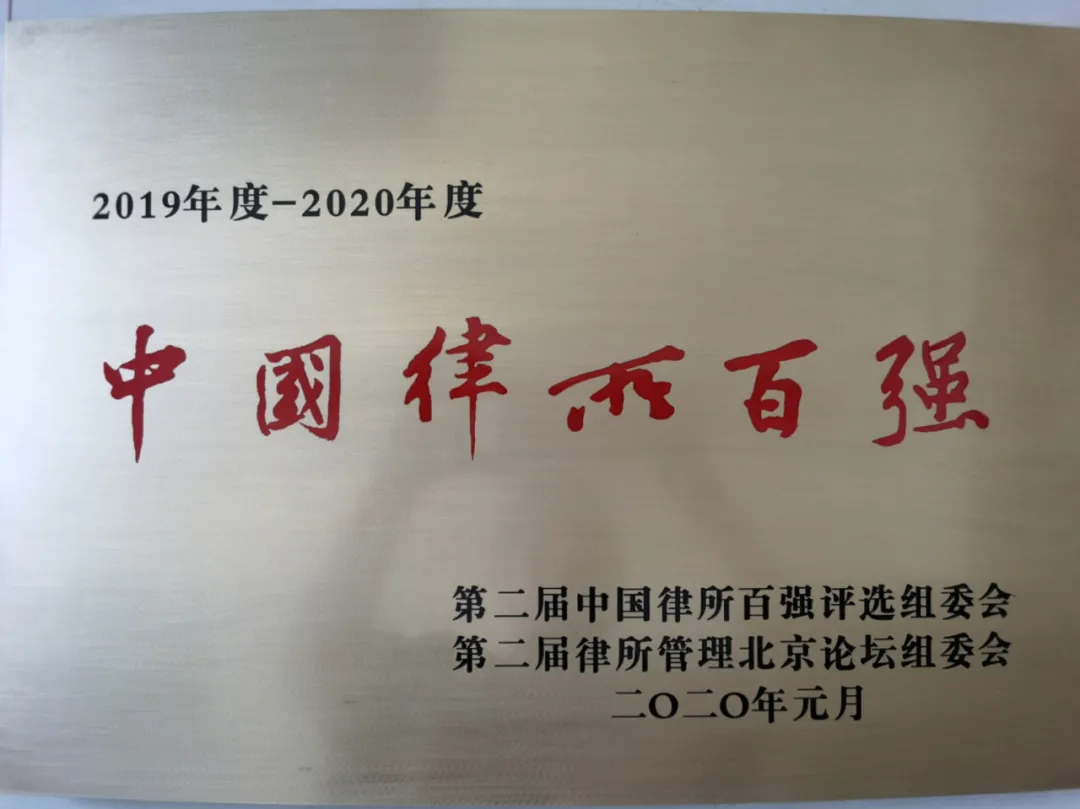 2019年度-2020年度
中國律所百强
第二届中国律所百强评选组委会
第二届律所管理北京论坛组委会
二〇二〇年元月